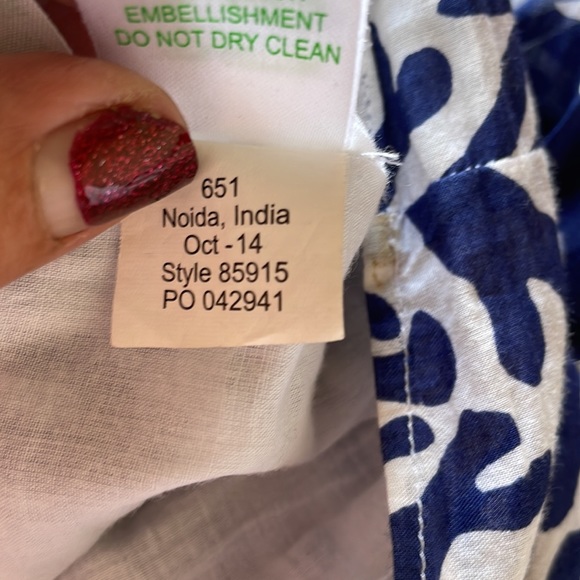 EMBELLISHMENT
DO NOT DRY CLEAN
651
Noida, India
Oct -14
Style 85915
PO 042941